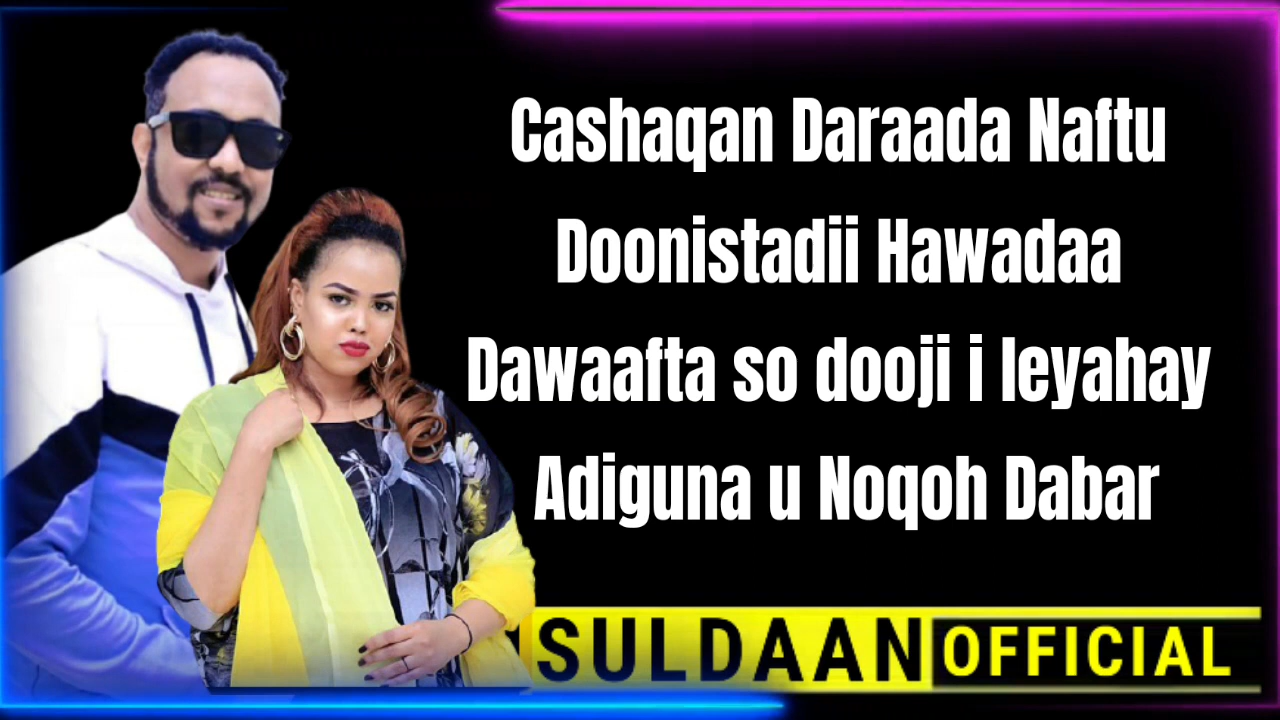 Cashaqan Daraada Naftu
Doonistadii Hawadaa
Dawaafta so dooji i leyahay
Adiguna u Noqoh Dabar
SULDAAN OFFICIAL